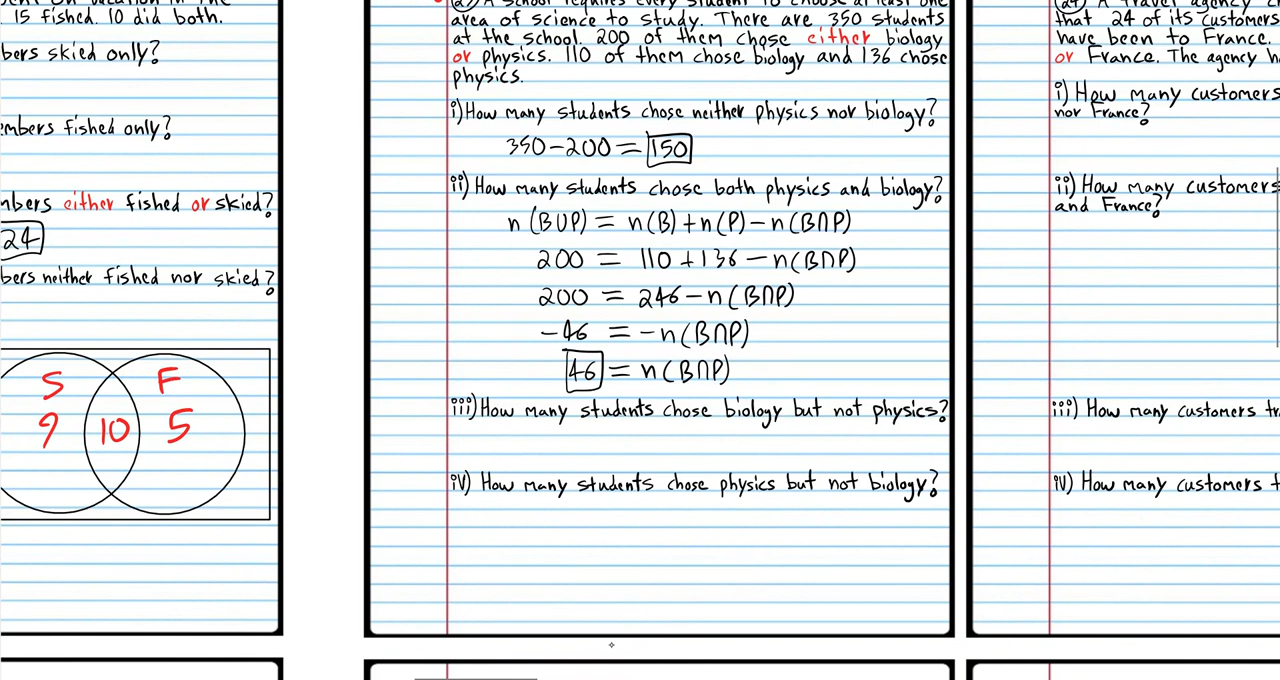 15 fished. 10 did both.
bers skied only?
mbers fished only?
mbers either fished or skied?
24
bers neither fished nor skied?
S F
9 10 5
area of science to study. There are 350 students
at the school. 200 of them chose either biology
or physics. 110 of them chose biology and 136 chose
physics.
i) How many students chose neither physics nor biology?
350-200=150
ii) How many students chose both physics and biology?
n(B∪P) = n(B)+n(P)-n(B∩P)
200 = 110+136-n(B∩P)
200 = 246-n(B∩P)
-46 = -n(B∩P)
46 = n(B∩P)
iii) How many students chose biology but not physics?
iv) How many students chose physics but not biology?
that 24 of its customers
have been to France.
or France. The agency h
i) How many customers
nor France?
ii) How many customers
and France?
iii) How many customers tr
iv) How many customers t